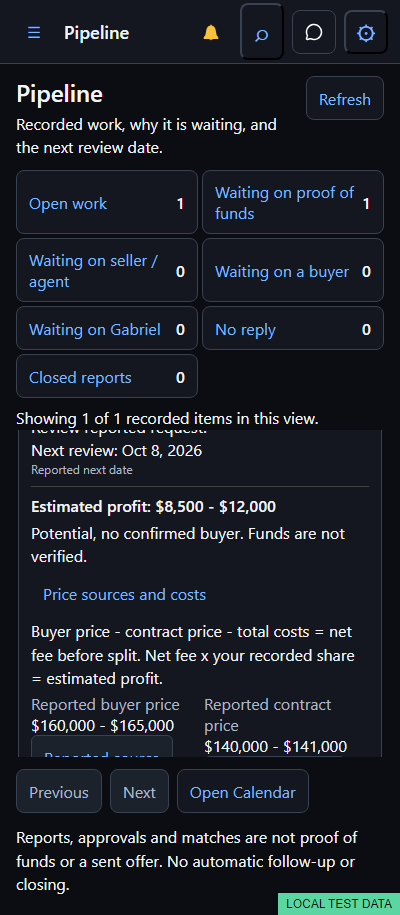 Pipeline
Pipeline
Refresh
Recorded work, why it is waiting, and
the next review date.
Open work 1
Waiting on proof of
funds 1
Waiting on seller /
agent 0
Waiting on a buyer 0
Waiting on Gabriel 0
No reply 0
Closed reports 0
Showing 1 of 1 recorded items in this view.
Review reported request.
Next review: Oct 8, 2026
Reported next date
Estimated profit: $8,500 - $12,000
Potential, no confirmed buyer. Funds are not
verified.
Price sources and costs
Buyer price - contract price - total costs = net
fee before split. Net fee x your recorded share
= estimated profit.
Reported buyer price
$160,000 - $165,000
Reported source
Reported contract
price
$140,000 - $141,000
Previous
Next
Open Calendar
Reports, approvals and matches are not proof of
funds or a sent offer. No automatic follow-up or
closing.
LOCAL TEST DATA